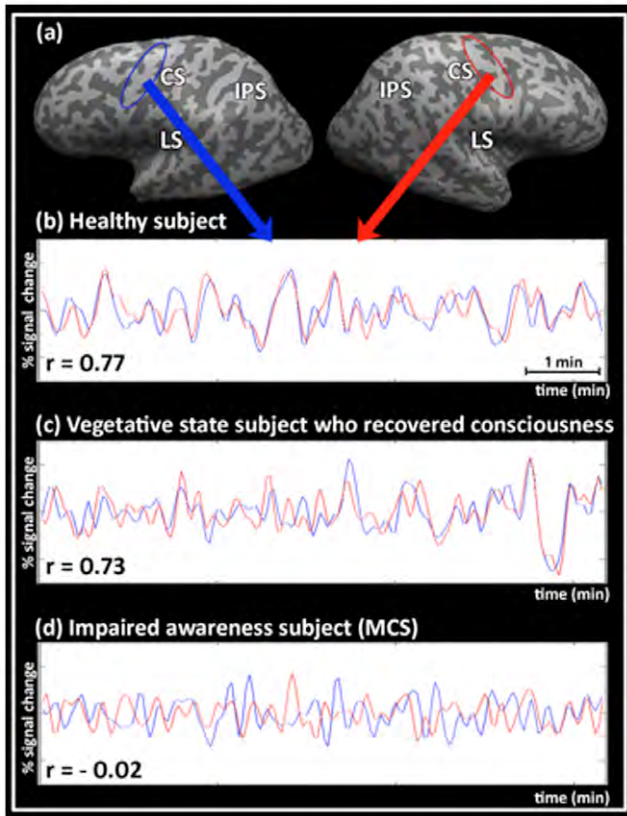 (a)
CS
IPS
LS
IPS
CS
LS
(b) Healthy subject
% signal change
r = 0.77
1 min
time (min)
(c) Vegetative state subject who recovered consciousness
% signal change
r = 0.73
time (min)
(d) Impaired awareness subject (MCS)
% signal change
r = - 0.02
time (min)